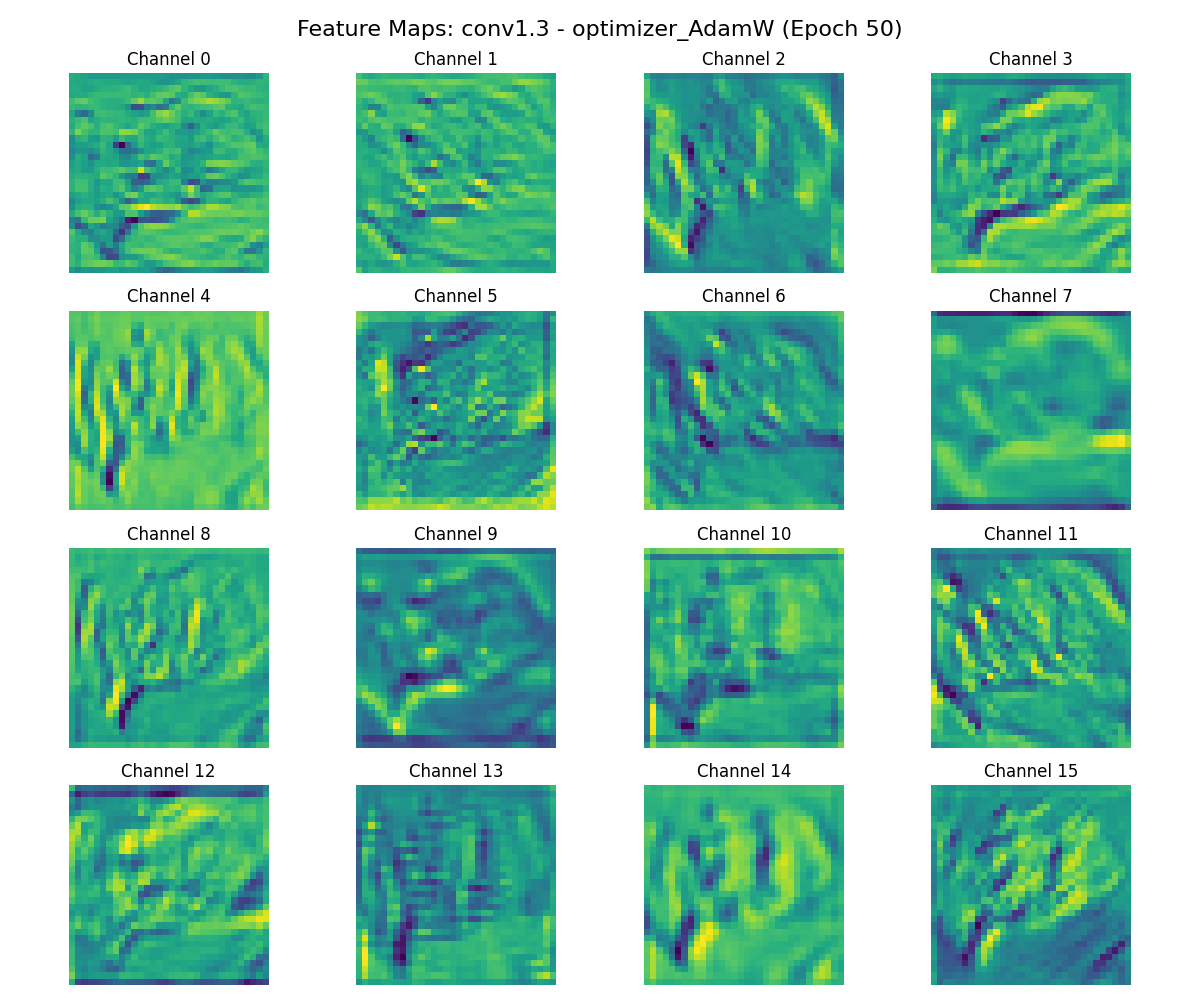 Feature Maps: conv1.3 - optimizer_AdamW (Epoch 50)
Channel 0 Channel 1 Channel 2 Channel 3
Channel 4 Channel 5 Channel 6 Channel 7
Channel 8 Channel 9 Channel 10 Channel 11
Channel 12 Channel 13 Channel 14 Channel 15